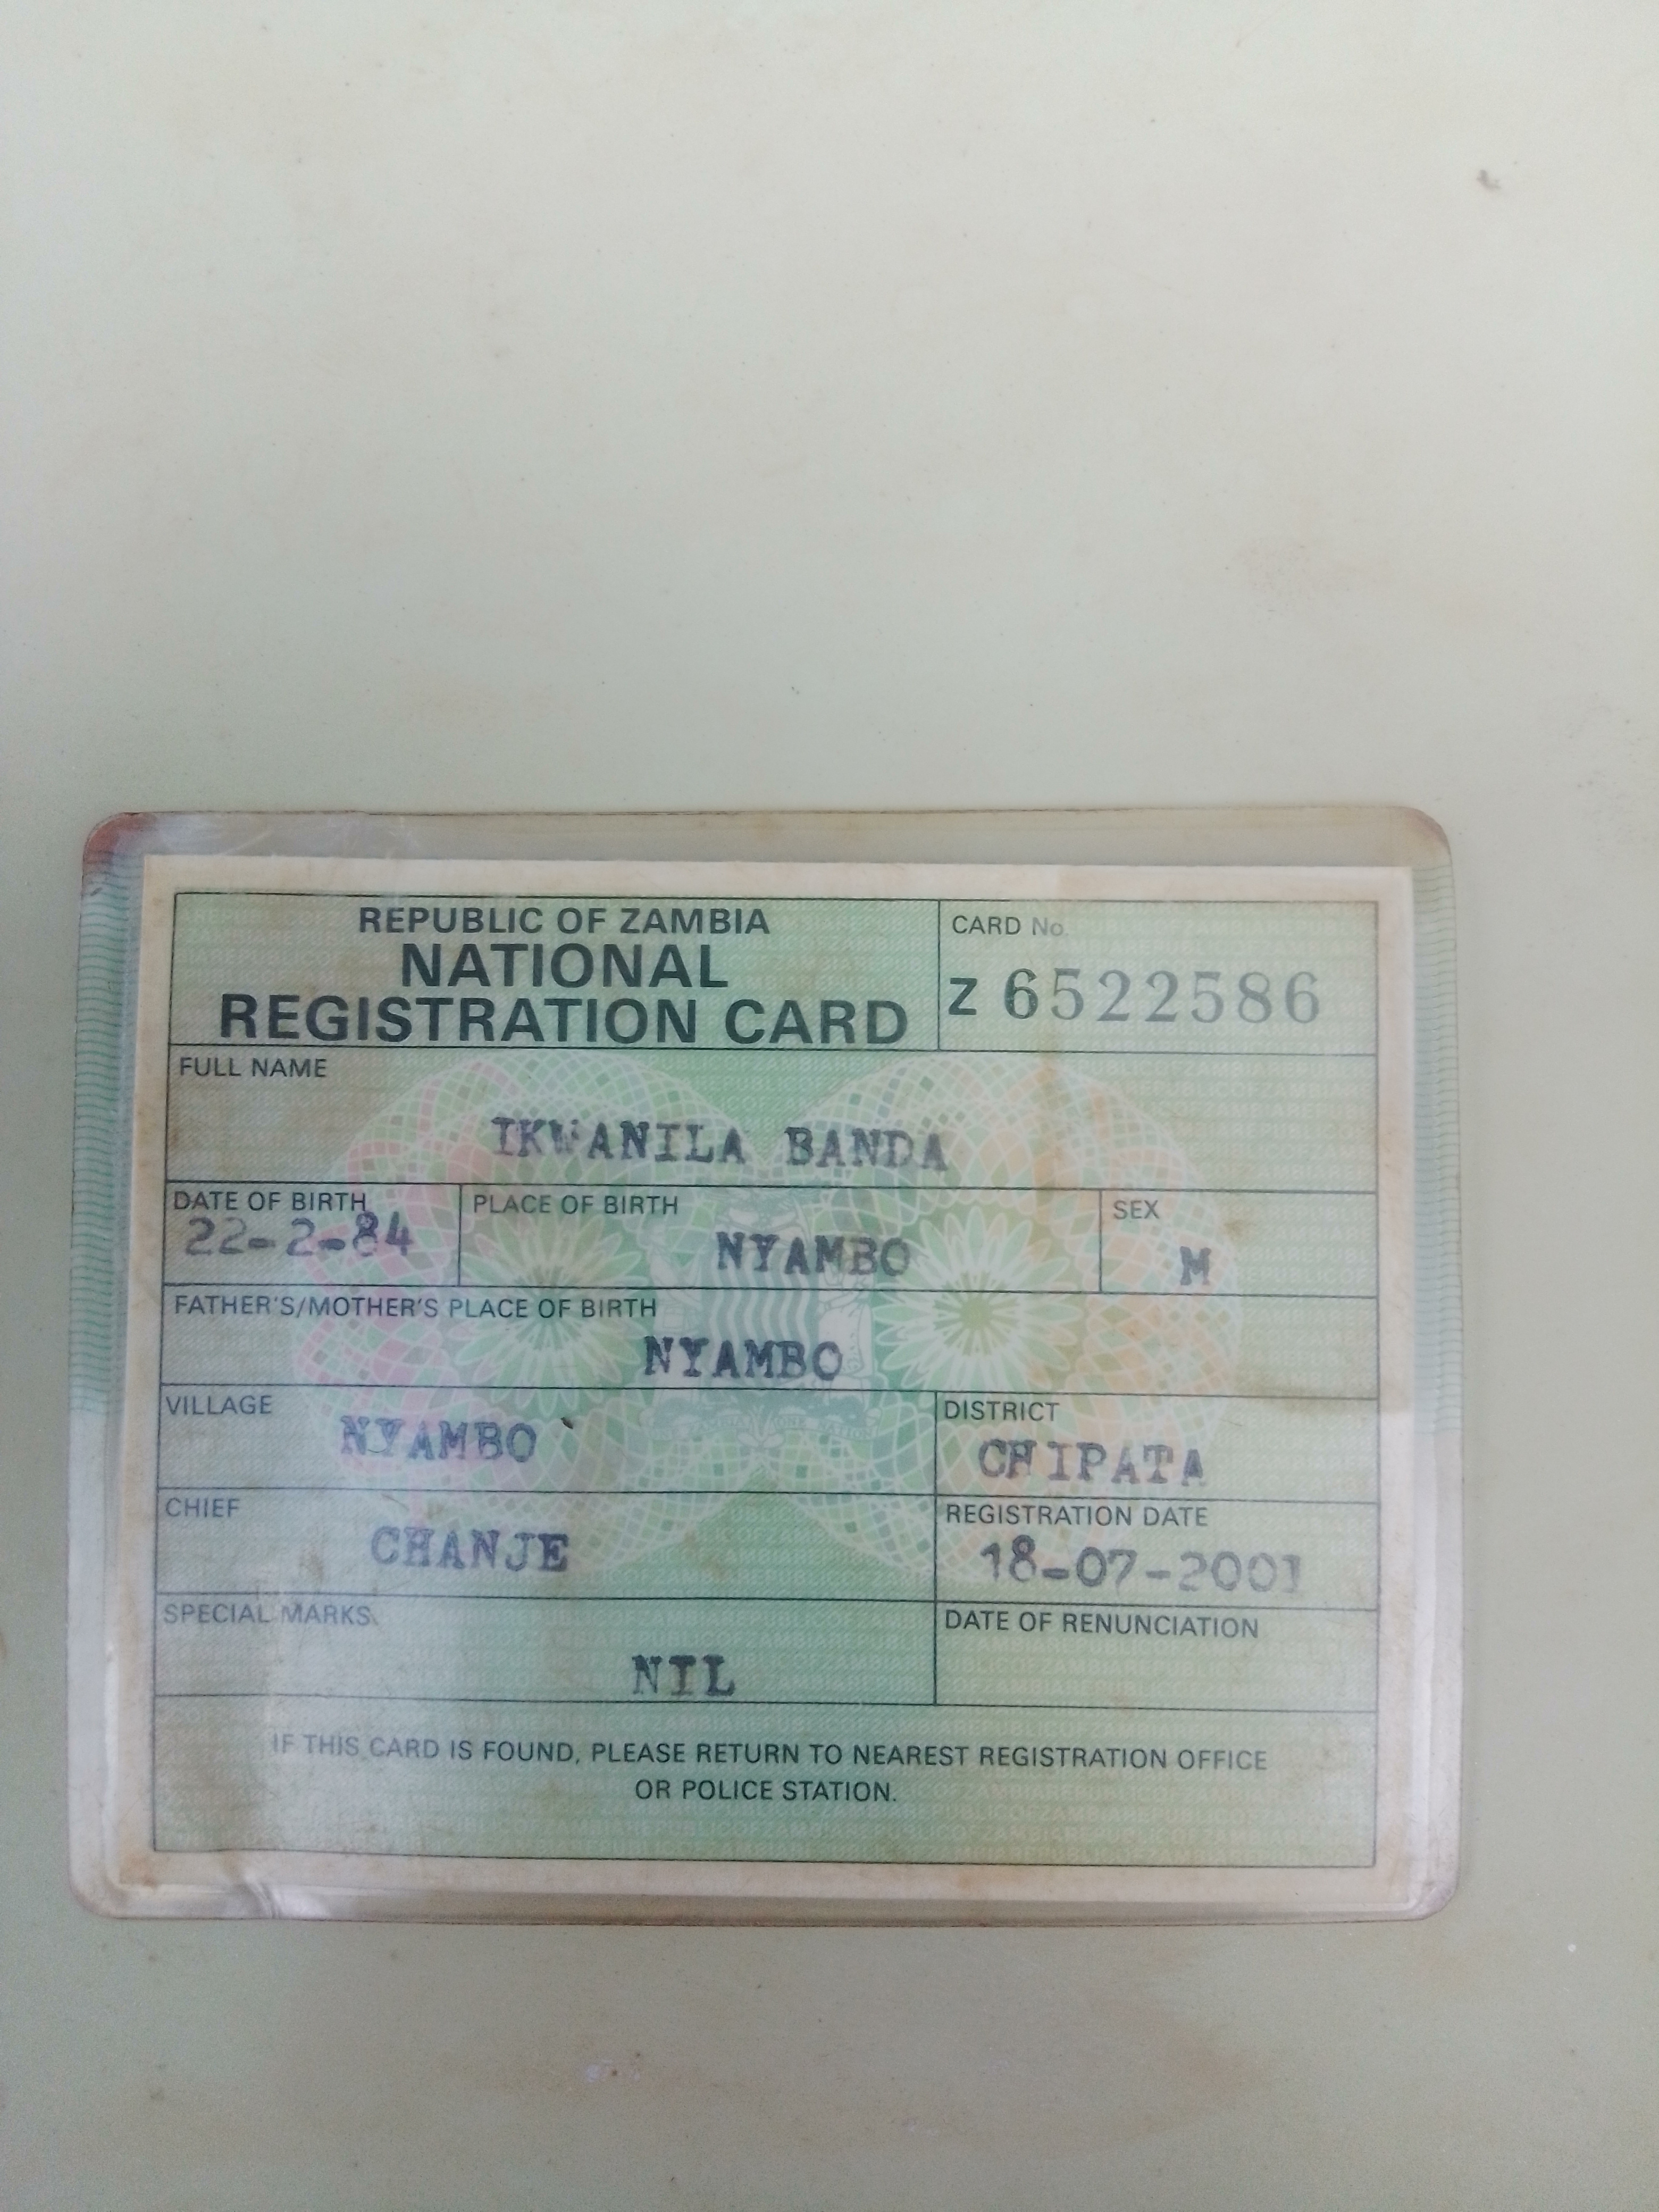 REPUBLIC OF ZAMBIA
NATIONAL
REGISTRATION CARD
CARD No.
Z 6522586
FULL NAME
IKWANILA BANDA
DATE OF BIRTH
22-2-84
PLACE OF BIRTH
NYAMBO
SEX
M
FATHER'S/MOTHER'S PLACE OF BIRTH
NYAMBO
VILLAGE
NYAMBO
DISTRICT
CHIPATA
CHIEF
CHANJE
REGISTRATION DATE
18-07-2001
SPECIAL MARKS
NIL
DATE OF RENUNCIATION
IF THIS CARD IS FOUND, PLEASE RETURN TO NEAREST REGISTRATION OFFICE
OR POLICE STATION.